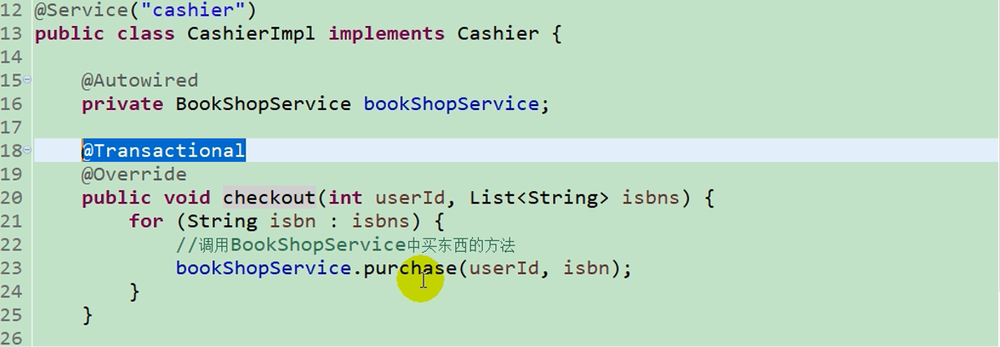 12 @Service("cashier")
13 public class CashierImpl implements Cashier {
14
15 @Autowired
16 private BookShopService bookShopService;
17
18 @Transactional
19 @Override
20 public void checkout(int userId, List<String> isbns) {
21 for (String isbn : isbns) {
22 //调用BookShopService中买东西的方法
23 bookShopService.purchase(userId, isbn);
24 }
25 }
26